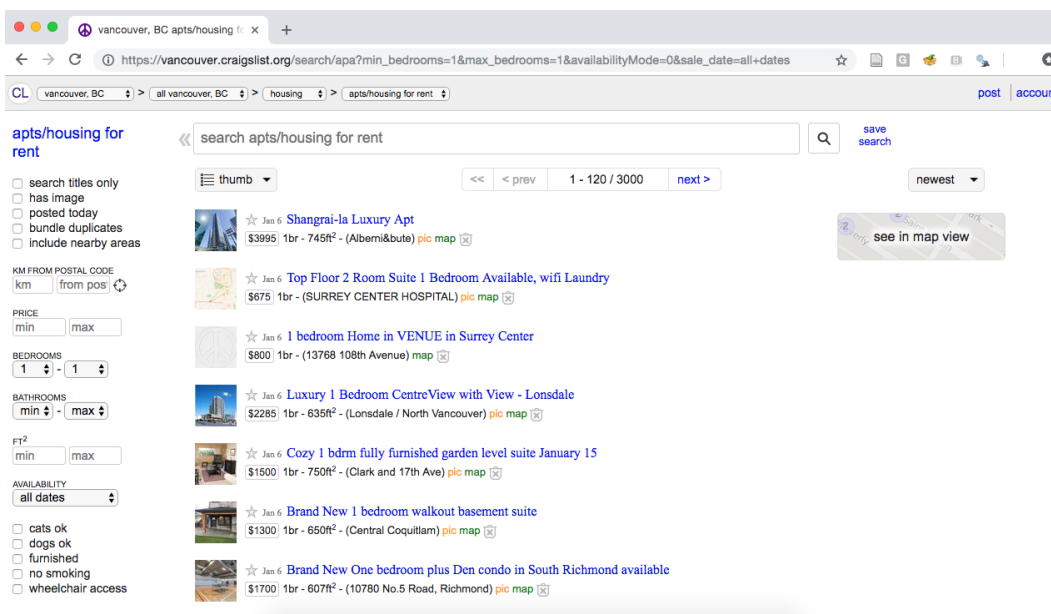 vancouver, BC apts/housing fo
https://vancouver.craigslist.org/search/apa?min_bedrooms=1&max_bedrooms=1&availabilityMode=0&sale_date=all+dates
CL vancouver, BC > all vancouver, BC > housing > apts/housing for rent
post account
apts/housing for
rent
search apts/housing for rent
save
search
search titles only
has image
posted today
bundle duplicates
include nearby areas
KM FROM POSTAL CODE
km from pos
PRICE
min max
BEDROOMS
1 - 1
BATHROOMS
min - max
FT²
min max
AVAILABILITY
all dates
cats ok
dogs ok
furnished
no smoking
wheelchair access
thumb << < prev 1 - 120 / 3000 next > newest
see in map view
Jan 6 Shangrai-la Luxury Apt
$3995 1br - 745ft² - (Alberni&bute) pic map
Jan 6 Top Floor 2 Room Suite 1 Bedroom Available, wifi Laundry
$675 1br - (SURREY CENTER HOSPITAL) pic map
Jan 6 1 bedroom Home in VENUE in Surrey Center
$800 1br - (13768 108th Avenue) map
Jan 6 Luxury 1 Bedroom CentreView with View - Lonsdale
$2285 1br - 635ft² - (Lonsdale / North Vancouver) pic map
Jan 6 Cozy 1 bdrm fully furnished garden level suite January 15
$1500 1br - 750ft² - (Clark and 17th Ave) pic map
Jan 6 Brand New 1 bedroom walkout basement suite
$1300 1br - 650ft² - (Central Coquitlam) pic map
Jan 6 Brand New One bedroom plus Den condo in South Richmond available
$1700 1br - 607ft² - (10780 No.5 Road, Richmond) pic map